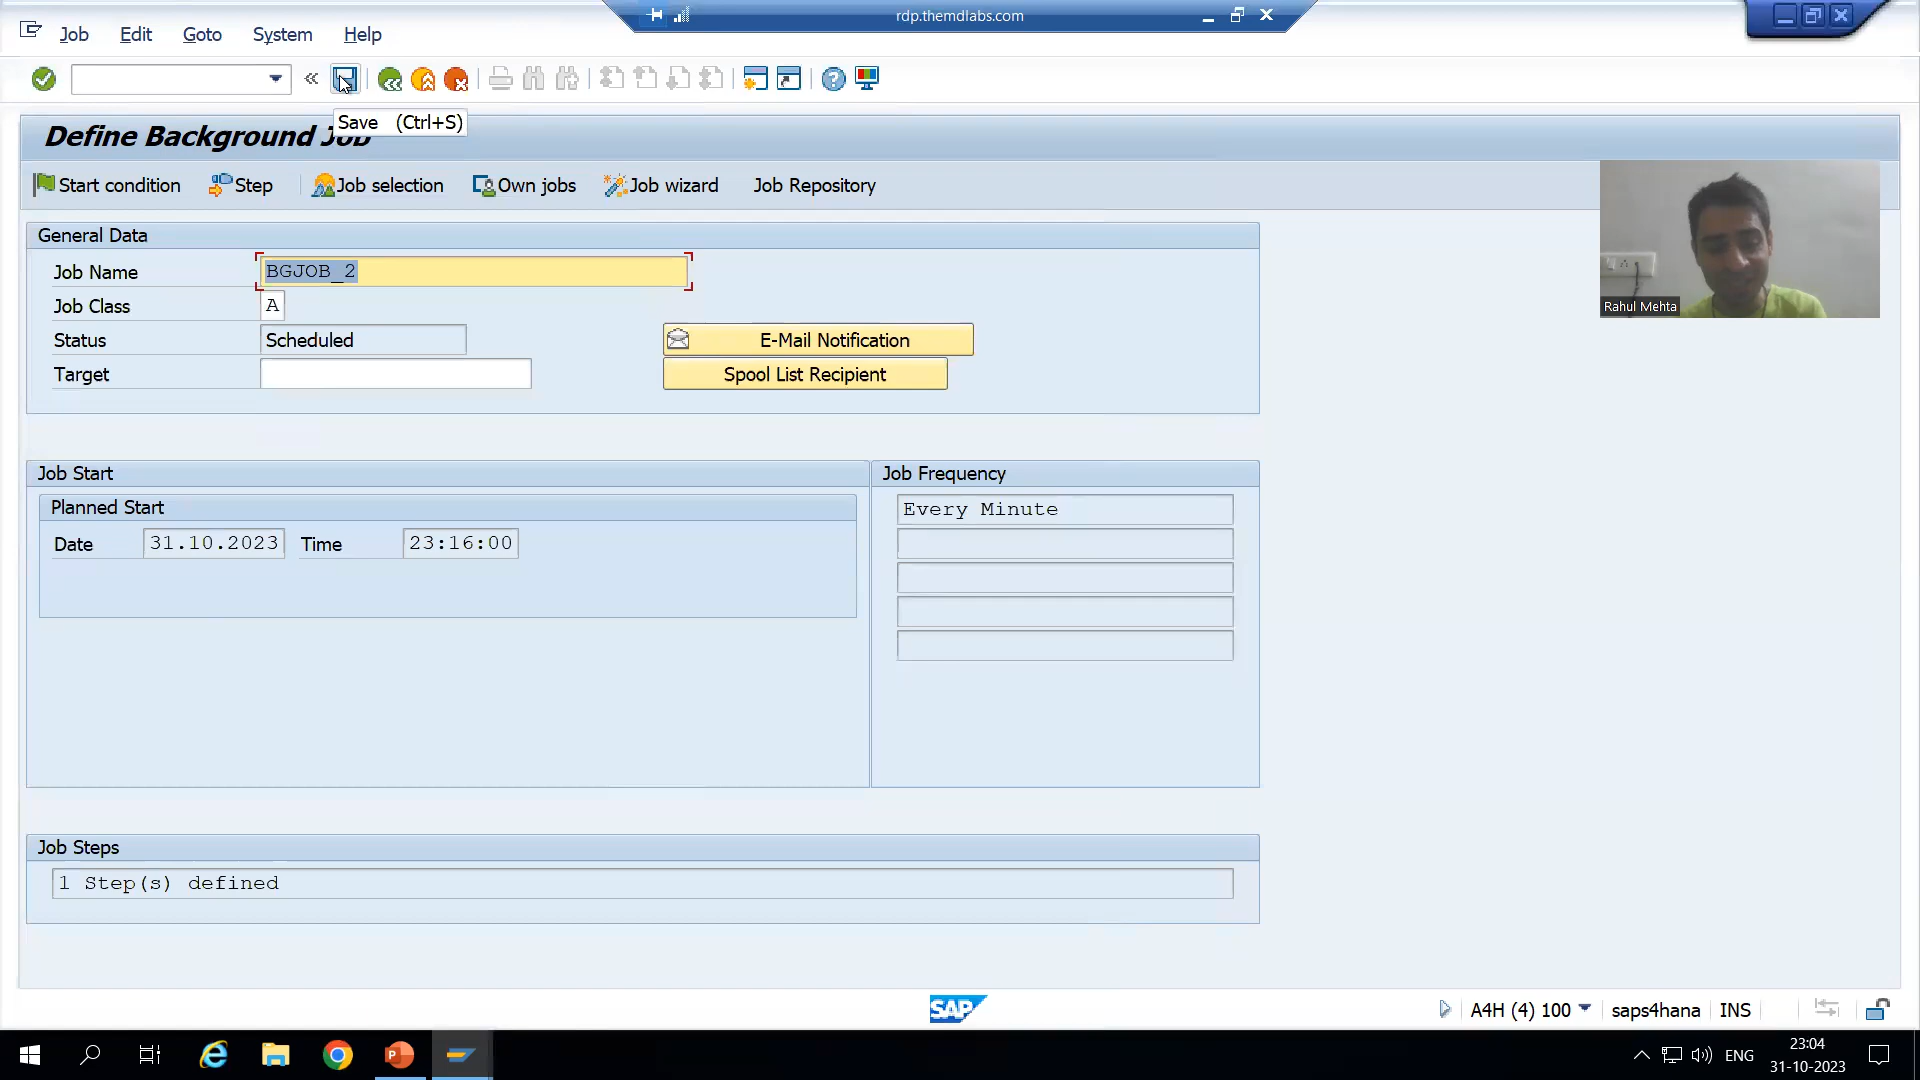 rdp.themdlabs.com
Job Edit Goto System Help
Save (Ctrl+S)
Define Background Job
Start condition Step Job selection Own jobs Job wizard Job Repository
General Data
Job Name BGJOB_2
Job Class A
Status Scheduled E-Mail Notification
Target Spool List Recipient
Rahul Mehta
Job Start Job Frequency
Planned Start Every Minute
Date 31.10.2023 Time 23:16:00
Job Steps
1 Step(s) defined
SAP
A4H (4) 100 saps4hana INS
ENG 23:04
31-10-2023